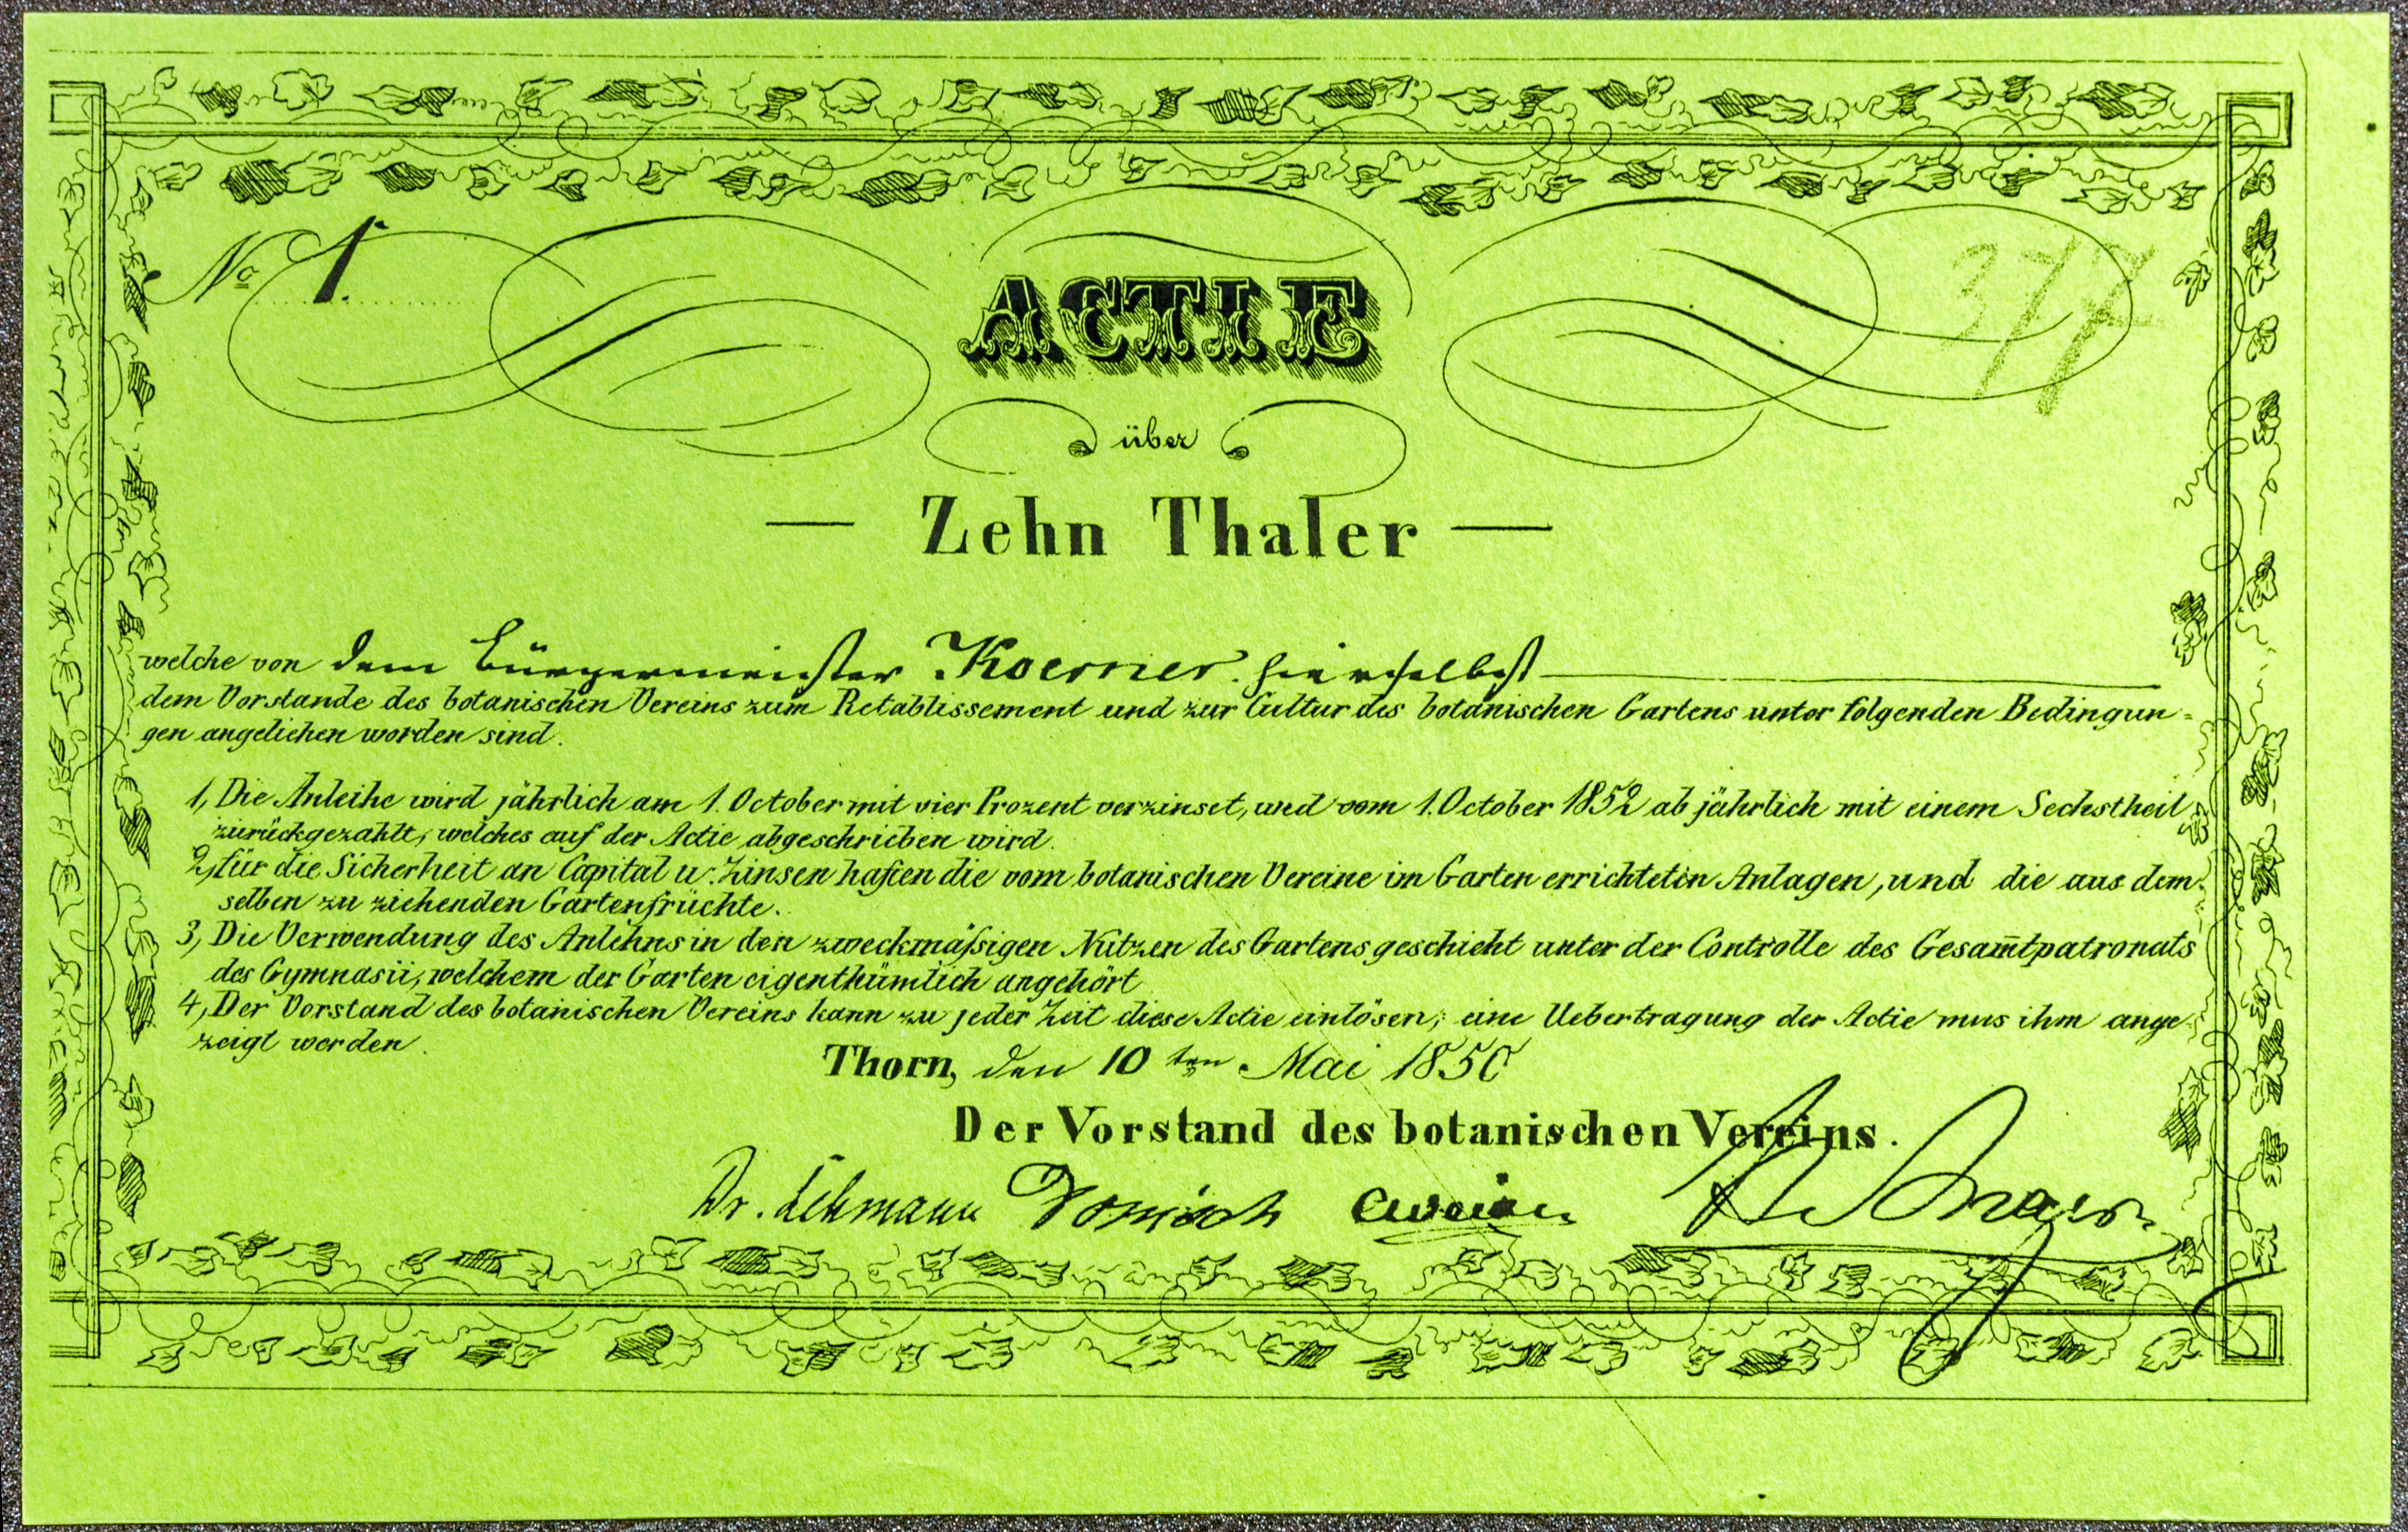 No 1.
377
ACTIE
über
— Zehn Thaler —
welche von dem Bürgermeister Koerner hierselbst
dem Vorstande des botanischen Vereins zum Retablissement und zur Cultur des botanischen Gartens unter folgenden Bedingun=
gen angeliehen worden sind.
1, Die Anleihe wird jährlich am 1. October mit vier Prozent verzinset, und vom 1. October 1852 ab jährlich mit einem Sechstheil
zurückgezahlt, welches auf der Actie abgeschrieben wird.
2, für die Sicherheit an Capital u. Zinsen haften die vom botanischen Vereine im Garten errichteten Anlagen, und die aus dem=
selben zu ziehenden Gartenfrüchte.
3, Die Verwendung des Anlehns in den zweckmäßigen Nutzen des Gartens geschieht unter der Controlle des Gesam̄tpatronats
des Gymnasii, welchem der Garten eigenthümlich angehört
4, Der Vorstand des botanischen Vereins kann zu jeder Zeit diese Actie einlösen; eine Uebertragung der Actie mus ihm ange
zeigt werden.
Thorn, den 10ten Mai 1850
Der Vorstand des botanischen Vereins.
Dr. Lehmann